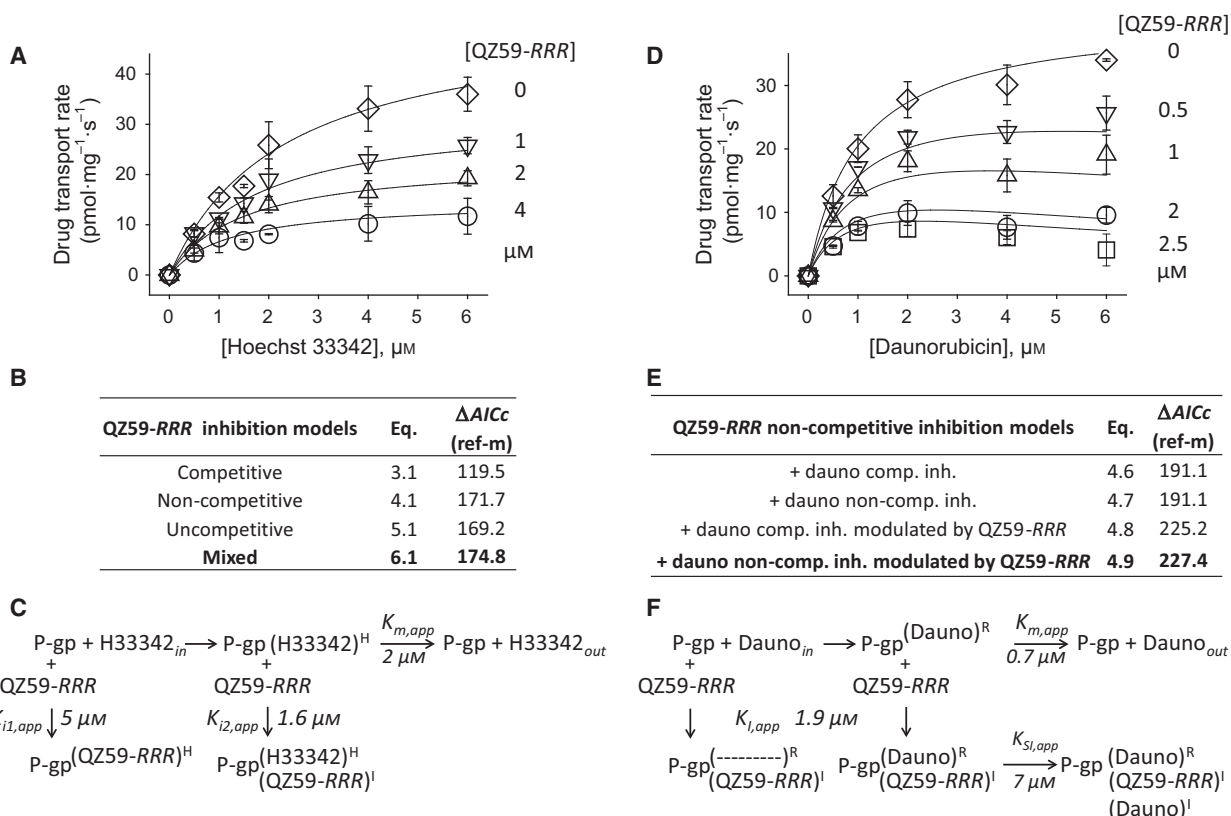 A
[QZ59-RRR]
Drug transport rate
(pmol·mg⁻¹·s⁻¹)
40
30
20
10
0
0 1 2 3 4 5 6
[Hoechst 33342], μM
0
1
2
4
μM
D
[QZ59-RRR]
Drug transport rate
(pmol·mg⁻¹·s⁻¹)
30
20
10
0
0 1 2 3 4 5 6
[Daunorubicin], μM
0
0.5
1
2
2.5
μM
B
QZ59-RRR inhibition models Eq. ΔAICc (ref-m)
Competitive 3.1 119.5
Non-competitive 4.1 171.7
Uncompetitive 5.1 169.2
Mixed 6.1 174.8
E
QZ59-RRR non-competitive inhibition models Eq. ΔAICc (ref-m)
+ dauno comp. inh. 4.6 191.1
+ dauno non-comp. inh. 4.7 191.1
+ dauno comp. inh. modulated by QZ59-RRR 4.8 225.2
+ dauno non-comp. inh. modulated by QZ59-RRR 4.9 227.4
C
P-gp + H33342in → P-gp (H33342)ᴴ Km,app 2 μM → P-gp + H33342out
+ +
QZ59-RRR QZ59-RRR
i1,app ↓ 5 μM Ki2,app ↓ 1.6 μM
P-gp(QZ59-RRR)ᴴ P-gp(H33342)ᴴ
(QZ59-RRR)ᴵ
F
P-gp + Daunoin → P-gp(Dauno)ᴿ Km,app 0.7 μM → P-gp + Daunoout
+ +
QZ59-RRR QZ59-RRR
↓ KI,app 1.9 μM ↓
P-gp(---------)ᴿ P-gp(Dauno)ᴿ KSI,app 7 μM → P-gp (Dauno)ᴿ
(QZ59-RRR)ᴵ (QZ59-RRR)ᴵ (QZ59-RRR)ᴵ
(Dauno)ᴵ